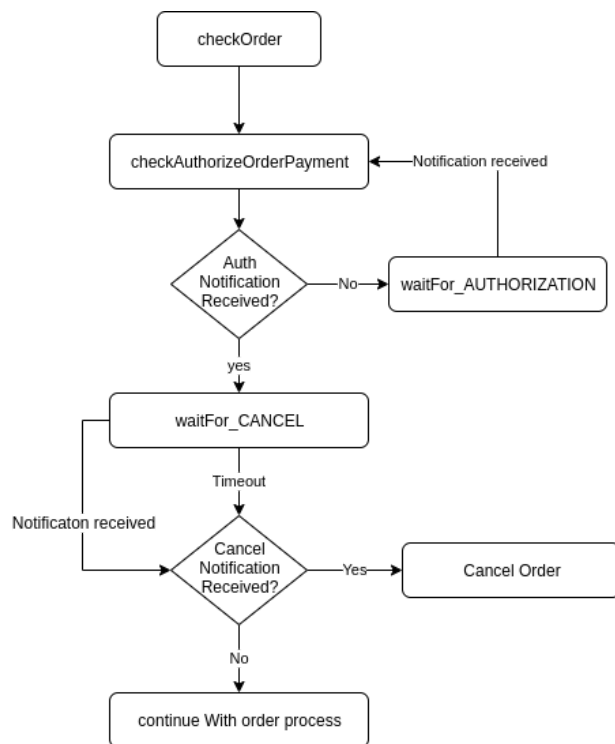 checkOrder
checkAuthorizeOrderPayment
Notification received
Auth
Notification
Received?
No
waitFor_AUTHORIZATION
yes
waitFor_CANCEL
Timeout
Notificaton received
Cancel
Notification
Received?
Yes
Cancel Order
No
continue With order process